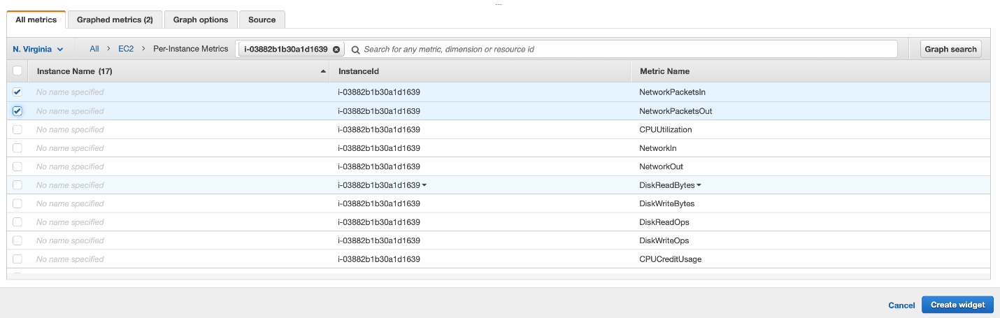 All metrics Graphed metrics (2) Graph options Source
N. Virginia All > EC2 > Per-Instance Metrics i-03882b1b30a1d1639 Search for any metric, dimension or resource id Graph search
Instance Name (17) InstanceId Metric Name
No name specified i-03882b1b30a1d1639 NetworkPacketsIn
No name specified i-03882b1b30a1d1639 NetworkPacketsOut
No name specified i-03882b1b30a1d1639 CPUUtilization
No name specified i-03882b1b30a1d1639 NetworkIn
No name specified i-03882b1b30a1d1639 NetworkOut
No name specified i-03882b1b30a1d1639 DiskReadBytes
No name specified i-03882b1b30a1d1639 DiskWriteBytes
No name specified i-03882b1b30a1d1639 DiskReadOps
No name specified i-03882b1b30a1d1639 DiskWriteOps
No name specified i-03882b1b30a1d1639 CPUCreditUsage
Cancel Create widget